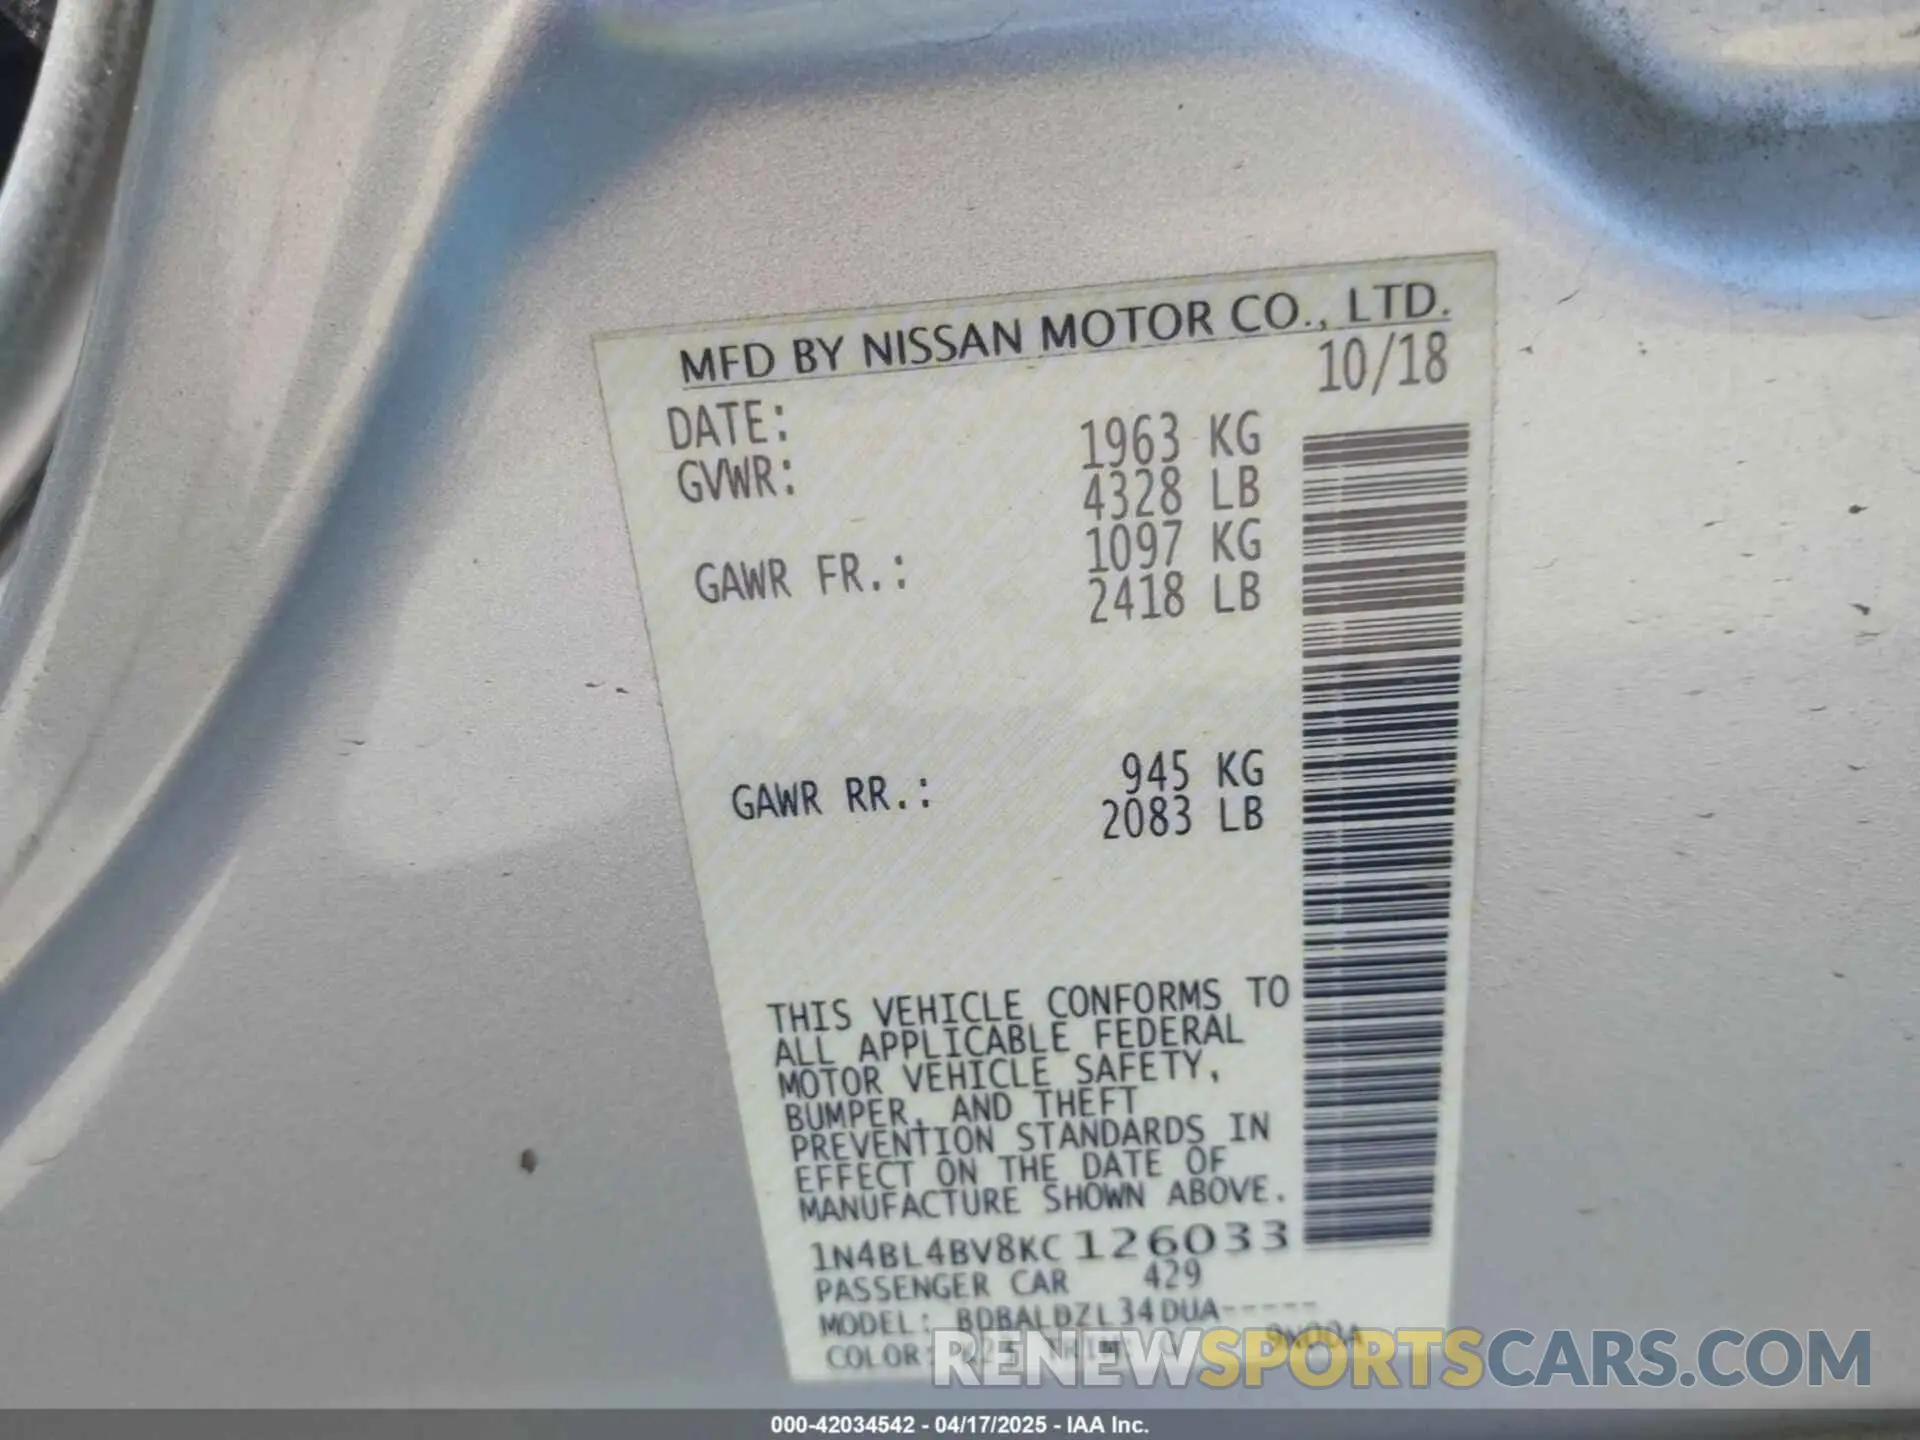 MFD BY NISSAN MOTOR CO., LTD.
DATE: 10/18
GVWR: 1963 KG
4328 LB
GAWR FR.: 1097 KG
2418 LB
GAWR RR.: 945 KG
2083 LB
THIS VEHICLE CONFORMS TO
ALL APPLICABLE FEDERAL
MOTOR VEHICLE SAFETY,
BUMPER, AND THEFT
PREVENTION STANDARDS IN
EFFECT ON THE DATE OF
MANUFACTURE SHOWN ABOVE.
1N4BL4BV8KC126033
PASSENGER CAR 429
MODEL: BDBALDZL34DUA-----
COLOR:
RENEWSPORTSCARS.COM
000-42034542 - 04/17/2025 - IAA Inc.